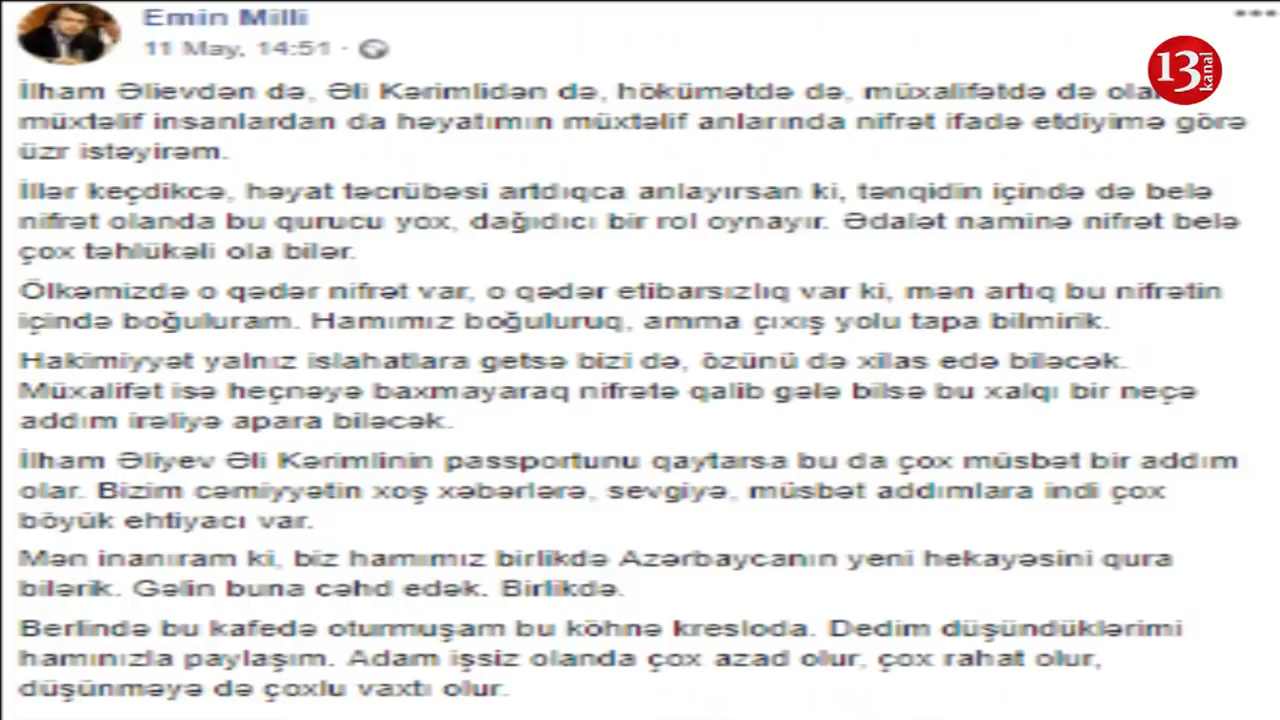 Emin Milli
11 May, 14:51 ·
13 kanal
İlham Əlievdən də, Əli Kərimlidən də, hökümətdə də, müxalifətdə də ola
müxtəlif insanlardan da həyatımın müxtəlif anlarında nifrət ifadə etdiyimə görə
üzr istəyirəm.
İllər keçdikcə, həyat təcrübəsi artdıqca anlayırsan ki, tənqidin içində də belə
nifrət olanda bu qurucu yox, dağıdıcı bir rol oynayır. Ədalət naminə nifrət belə
çox təhlükəli ola bilər.
Ölkəmizdə o qədər nifrət var, o qədər etibarsızlıq var ki, mən artıq bu nifrətin
içində boğuluram. Hamımız boğuluruq, amma çıxış yolu tapa bilmirik.
Hakimiyyət yalnız islahatlara getsə bizi də, özünü də xilas edə biləcək.
Müxalifət isə heçnəyə baxmayaraq nifrətə qalib gələ bilsə bu xalqı bir neçə
addım irəliyə apara biləcək.
İlham Əliyev Əli Kərimlinin passportunu qaytarsa bu da çox müsbət bir addım
olar. Bizim cəmiyyətin xoş xəbərlərə, sevgiyə, müsbət addımlara indi çox
böyük ehtiyacı var.
Mən inanıram ki, biz hamımız birlikdə Azərbaycanın yeni hekayəsini qura
bilərik. Gəlin buna cəhd edək. Birlikdə.
Berlində bu kafedə oturmuşam bu köhnə kresloda. Dedim düşündüklərimi
hamınızla paylaşım. Adam işsiz olanda çox azad olur, çox rahat olur,
düşünməyə də çoxlu vaxtı olur.